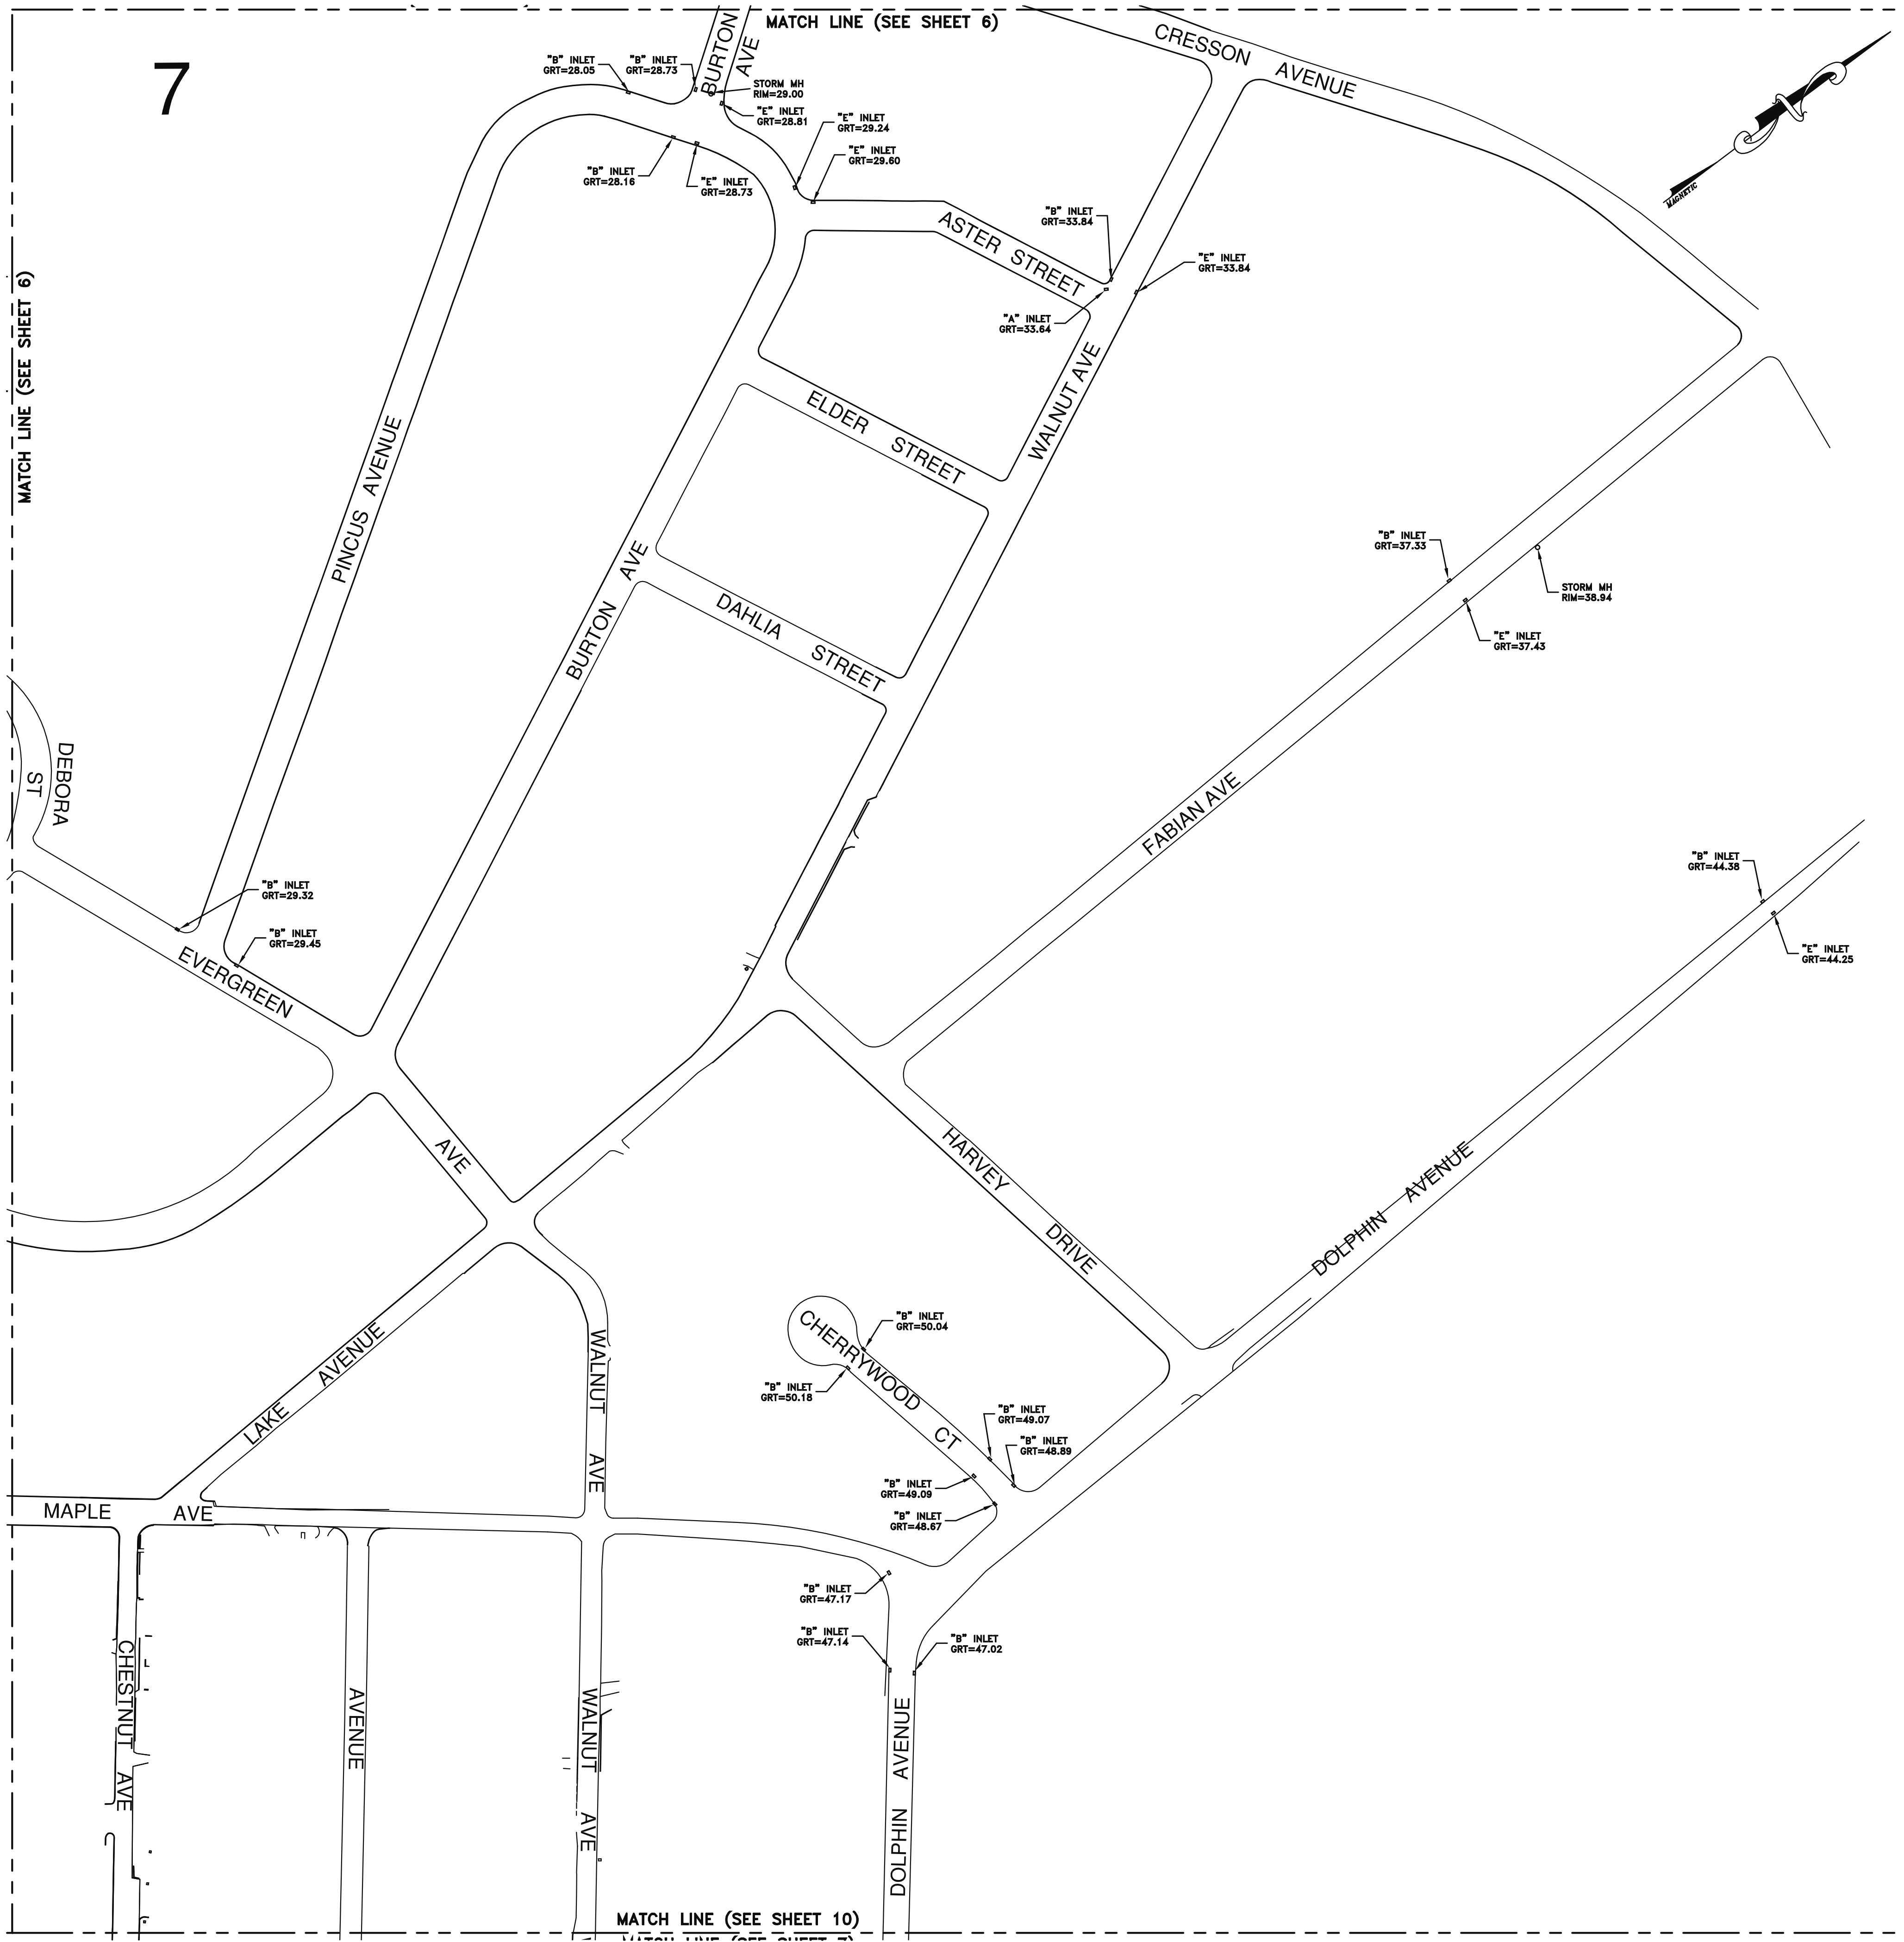 MATCH LINE (SEE SHEET 6)
7
BURTON
AVE
CRESSON AVENUE
MAGNETIC
"B" INLET
GRT=28.05
"B" INLET
GRT=28.73
STORM MH
RIM=29.00
"E" INLET
GRT=28.81
"E" INLET
GRT=29.24
"E" INLET
GRT=29.60
"B" INLET
GRT=28.16
"E" INLET
GRT=28.73
ASTER STREET
"B" INLET
GRT=33.84
"E" INLET
GRT=33.84
"A" INLET
GRT=33.64
MATCH LINE (SEE SHEET 6)
PINCUS AVENUE
ELDER STREET
WALNUT AVE
BURTON AVE
DAHLIA STREET
"B" INLET
GRT=37.33
STORM MH
RIM=38.94
"E" INLET
GRT=37.43
DEBORA
ST
FABIAN AVE
"B" INLET
GRT=44.38
"E" INLET
GRT=44.25
"B" INLET
GRT=29.32
"B" INLET
GRT=29.45
EVERGREEN
AVE
HARVEY DRIVE
DOLPHIN AVENUE
LAKE AVENUE
WALNUT AVE
CHERRYWOOD CT
"B" INLET
GRT=50.04
"B" INLET
GRT=50.18
"B" INLET
GRT=49.07
"B" INLET
GRT=48.89
"B" INLET
GRT=49.09
"B" INLET
GRT=48.67
MAPLE AVE
"B" INLET
GRT=47.17
"B" INLET
GRT=47.14
"B" INLET
GRT=47.02
CHESTNUT AVE
AVENUE
WALNUT AVE
DOLPHIN AVENUE
MATCH LINE (SEE SHEET 10)
MATCH LINE (SEE SHEET 7)